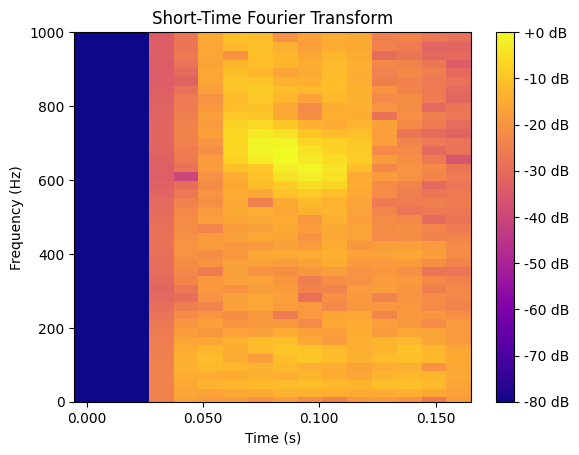 Short-Time Fourier Transform
1000
800
600
400
200
0
Frequency (Hz)
0.000
0.050
0.100
0.150
Time (s)
+0 dB
-10 dB
-20 dB
-30 dB
-40 dB
-50 dB
-60 dB
-70 dB
-80 dB